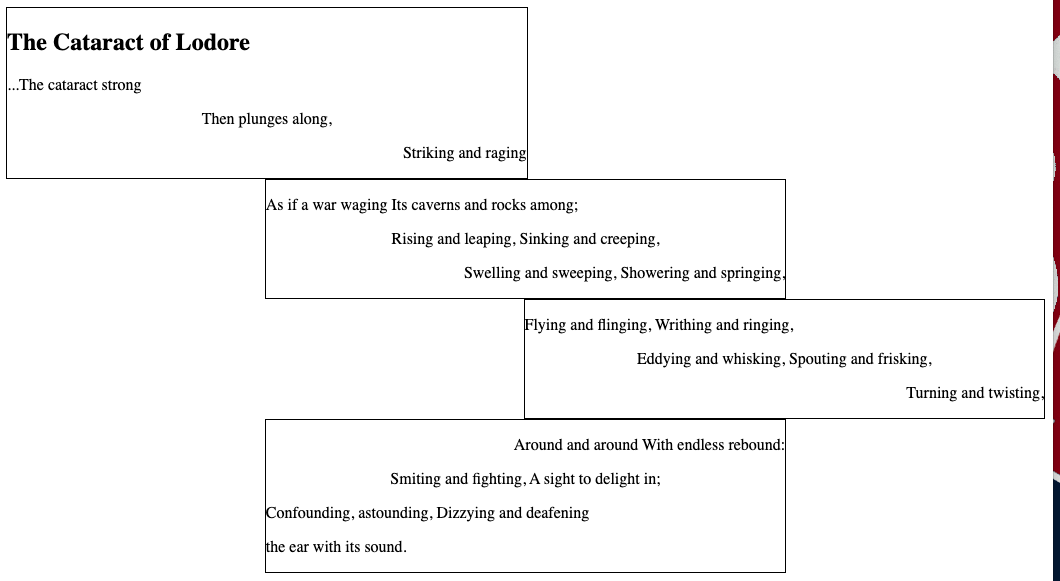 The Cataract of Lodore
...The cataract strong
Then plunges along,
Striking and raging
As if a war waging Its caverns and rocks among;
Rising and leaping, Sinking and creeping,
Swelling and sweeping, Showering and springing,
Flying and flinging, Writhing and ringing,
Eddying and whisking, Spouting and frisking,
Turning and twisting,
Around and around With endless rebound:
Smiting and fighting, A sight to delight in;
Confounding, astounding, Dizzying and deafening
the ear with its sound.